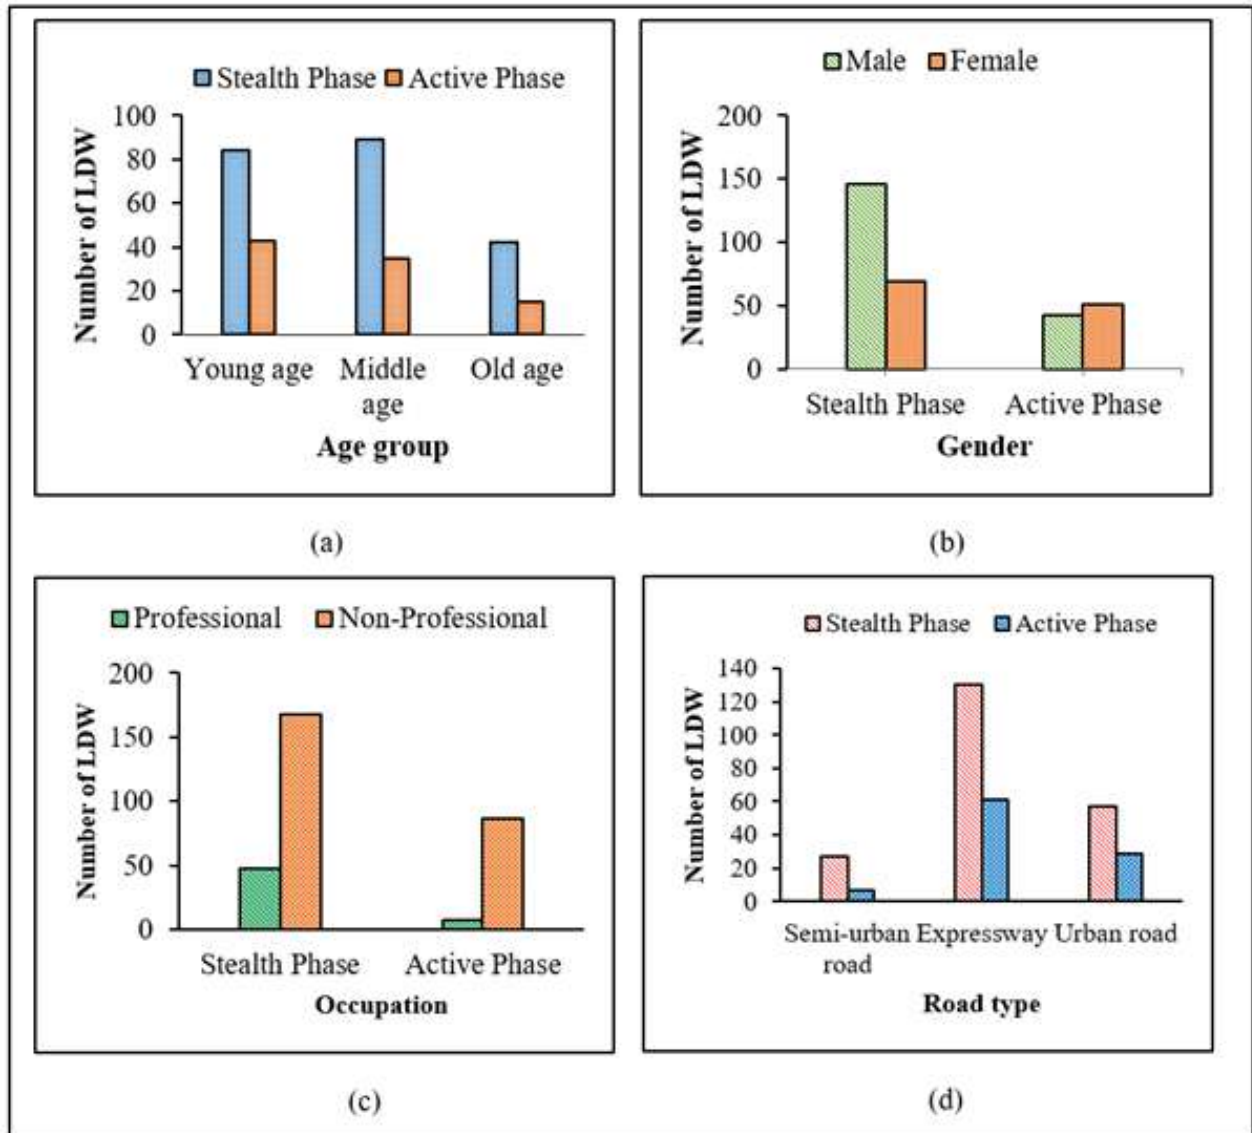 Stealth Phase Active Phase
Number of LDW
100
80
60
40
20
0
Young age Middle age Old age
Age group
(a)
Male Female
Number of LDW
200
150
100
50
0
Stealth Phase Active Phase
Gender
(b)
Professional Non-Professional
Number of LDW
200
150
100
50
0
Stealth Phase Active Phase
Occupation
(c)
Stealth Phase Active Phase
Number of LDW
140
120
100
80
60
40
20
0
Semi-urban road Expressway Urban road
Road type
(d)